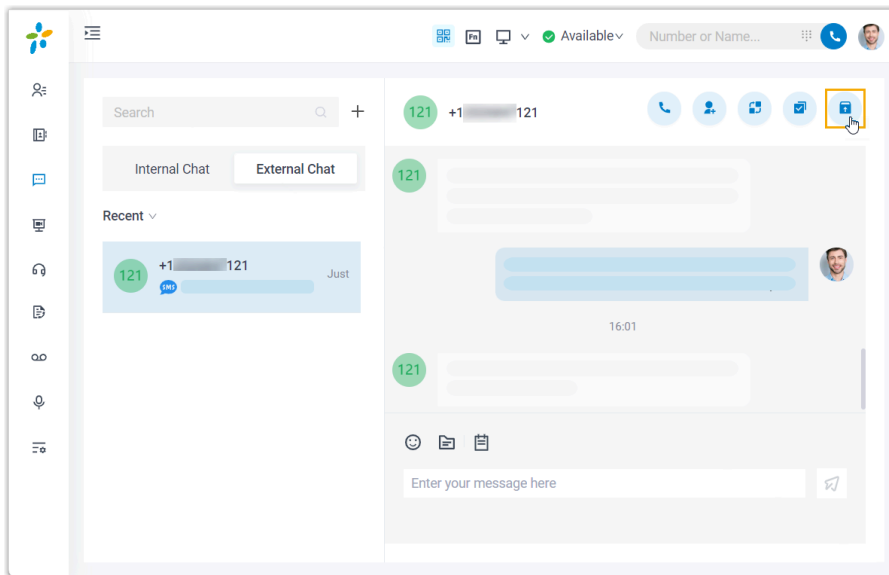 Fn
Available
Number or Name...
Search
121
+1 121
Internal Chat
External Chat
121
Recent
121
+1 121
SMS
Just
16:01
121
Enter your message here